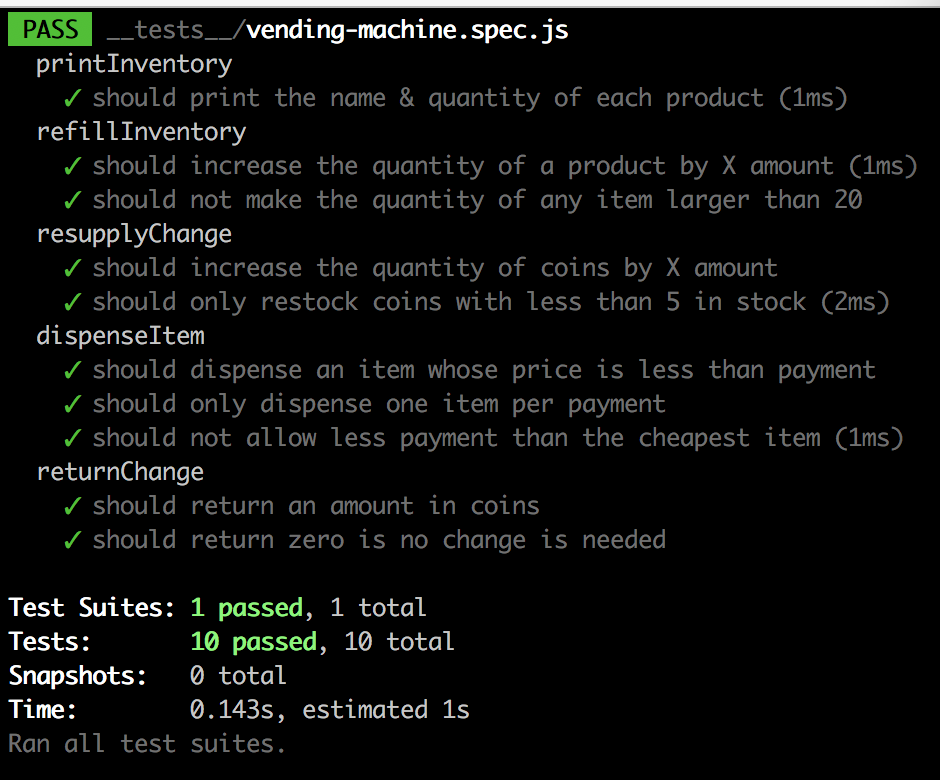 PASS __tests__/vending-machine.spec.js
printInventory
✓ should print the name & quantity of each product (1ms)
refillInventory
✓ should increase the quantity of a product by X amount (1ms)
✓ should not make the quantity of any item larger than 20
resupplyChange
✓ should increase the quantity of coins by X amount
✓ should only restock coins with less than 5 in stock (2ms)
dispenseItem
✓ should dispense an item whose price is less than payment
✓ should only dispense one item per payment
✓ should not allow less payment than the cheapest item (1ms)
returnChange
✓ should return an amount in coins
✓ should return zero is no change is needed
Test Suites: 1 passed, 1 total
Tests: 10 passed, 10 total
Snapshots: 0 total
Time: 0.143s, estimated 1s
Ran all test suites.